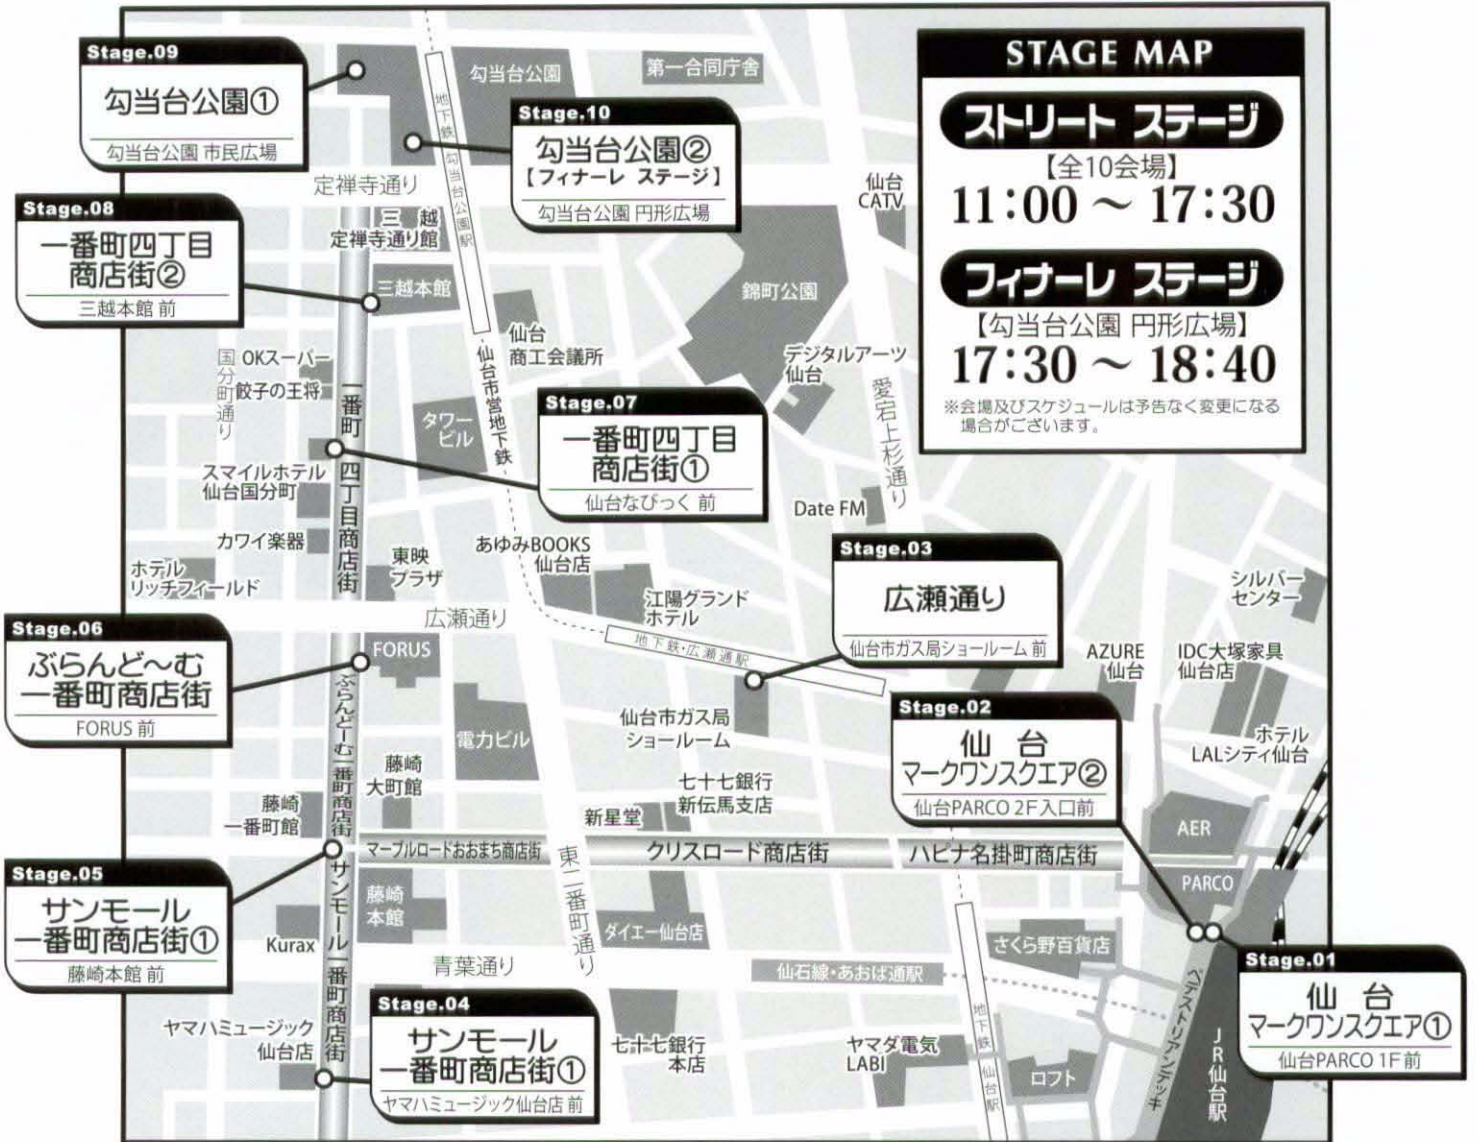 STAGE MAP
ストリート ステージ
【全10会場】
11:00 ～ 17:30
フィナーレ ステージ
【勾当台公園 円形広場】
17:30 ～ 18:40
※会場及びスケジュールは予告なく変更になる
場合がございます。
Stage.09
勾当台公園①
勾当台公園 市民広場
勾当台公園
第一合同庁舎
Stage.10
勾当台公園②
【フィナーレ ステージ】
勾当台公園 円形広場
地下鉄 勾当台公園駅
定禅寺通り
仙台
CATV
Stage.08
一番町四丁目
商店街②
三越本館 前
三 越
定禅寺通り館
三越本館
錦町公園
仙台
商工会議所
デジタルアーツ
仙台
国分町通り
OKスーパー
餃子の王将
仙台市営地下鉄
愛宕上杉通り
一番町 四丁目商店街
タワー
ビル
Stage.07
一番町四丁目
商店街①
仙台なびっく 前
スマイルホテル
仙台国分町
Date FM
カワイ楽器
東映
プラザ
あゆみBOOKS
仙台店
Stage.03
広瀬通り
仙台市ガス局ショールーム 前
ホテル
リッチフィールド
シルバー
センター
江陽グランド
ホテル
広瀬通り
地下鉄・広瀬通駅
Stage.06
ぶらんど～む
一番町商店街
FORUS 前
FORUS
AZURE
仙台
IDC大塚家具
仙台店
ぶらんどーむ一番町商店街
電力ビル
仙台市ガス局
ショールーム
Stage.02
仙 台
マークワンスクエア②
仙台PARCO 2F入口前
ホテル
LALシティ仙台
藤崎
大町館
七十七銀行
新伝馬支店
藤崎
一番町館
新星堂
AER
マーブルロードおおまち商店街
クリスロード商店街
ハピナ名掛町商店街
東二番町通り
PARCO
Stage.05
サンモール
一番町商店街①
藤崎本館 前
サンモール一番町商店街
藤崎
本館
Kurax
ダイエー仙台店
さくら野百貨店
青葉通り
仙石線・あおば通駅
Stage.01
仙 台
マークワンスクエア①
仙台PARCO 1F前
Stage.04
サンモール
一番町商店街①
ヤマハミュージック仙台店 前
ヤマハミュージック
仙台店
七十七銀行
本店
ヤマダ電気
LABI
地下鉄 仙台駅
ロフト
ペデストリアンデッキ
JR仙台駅